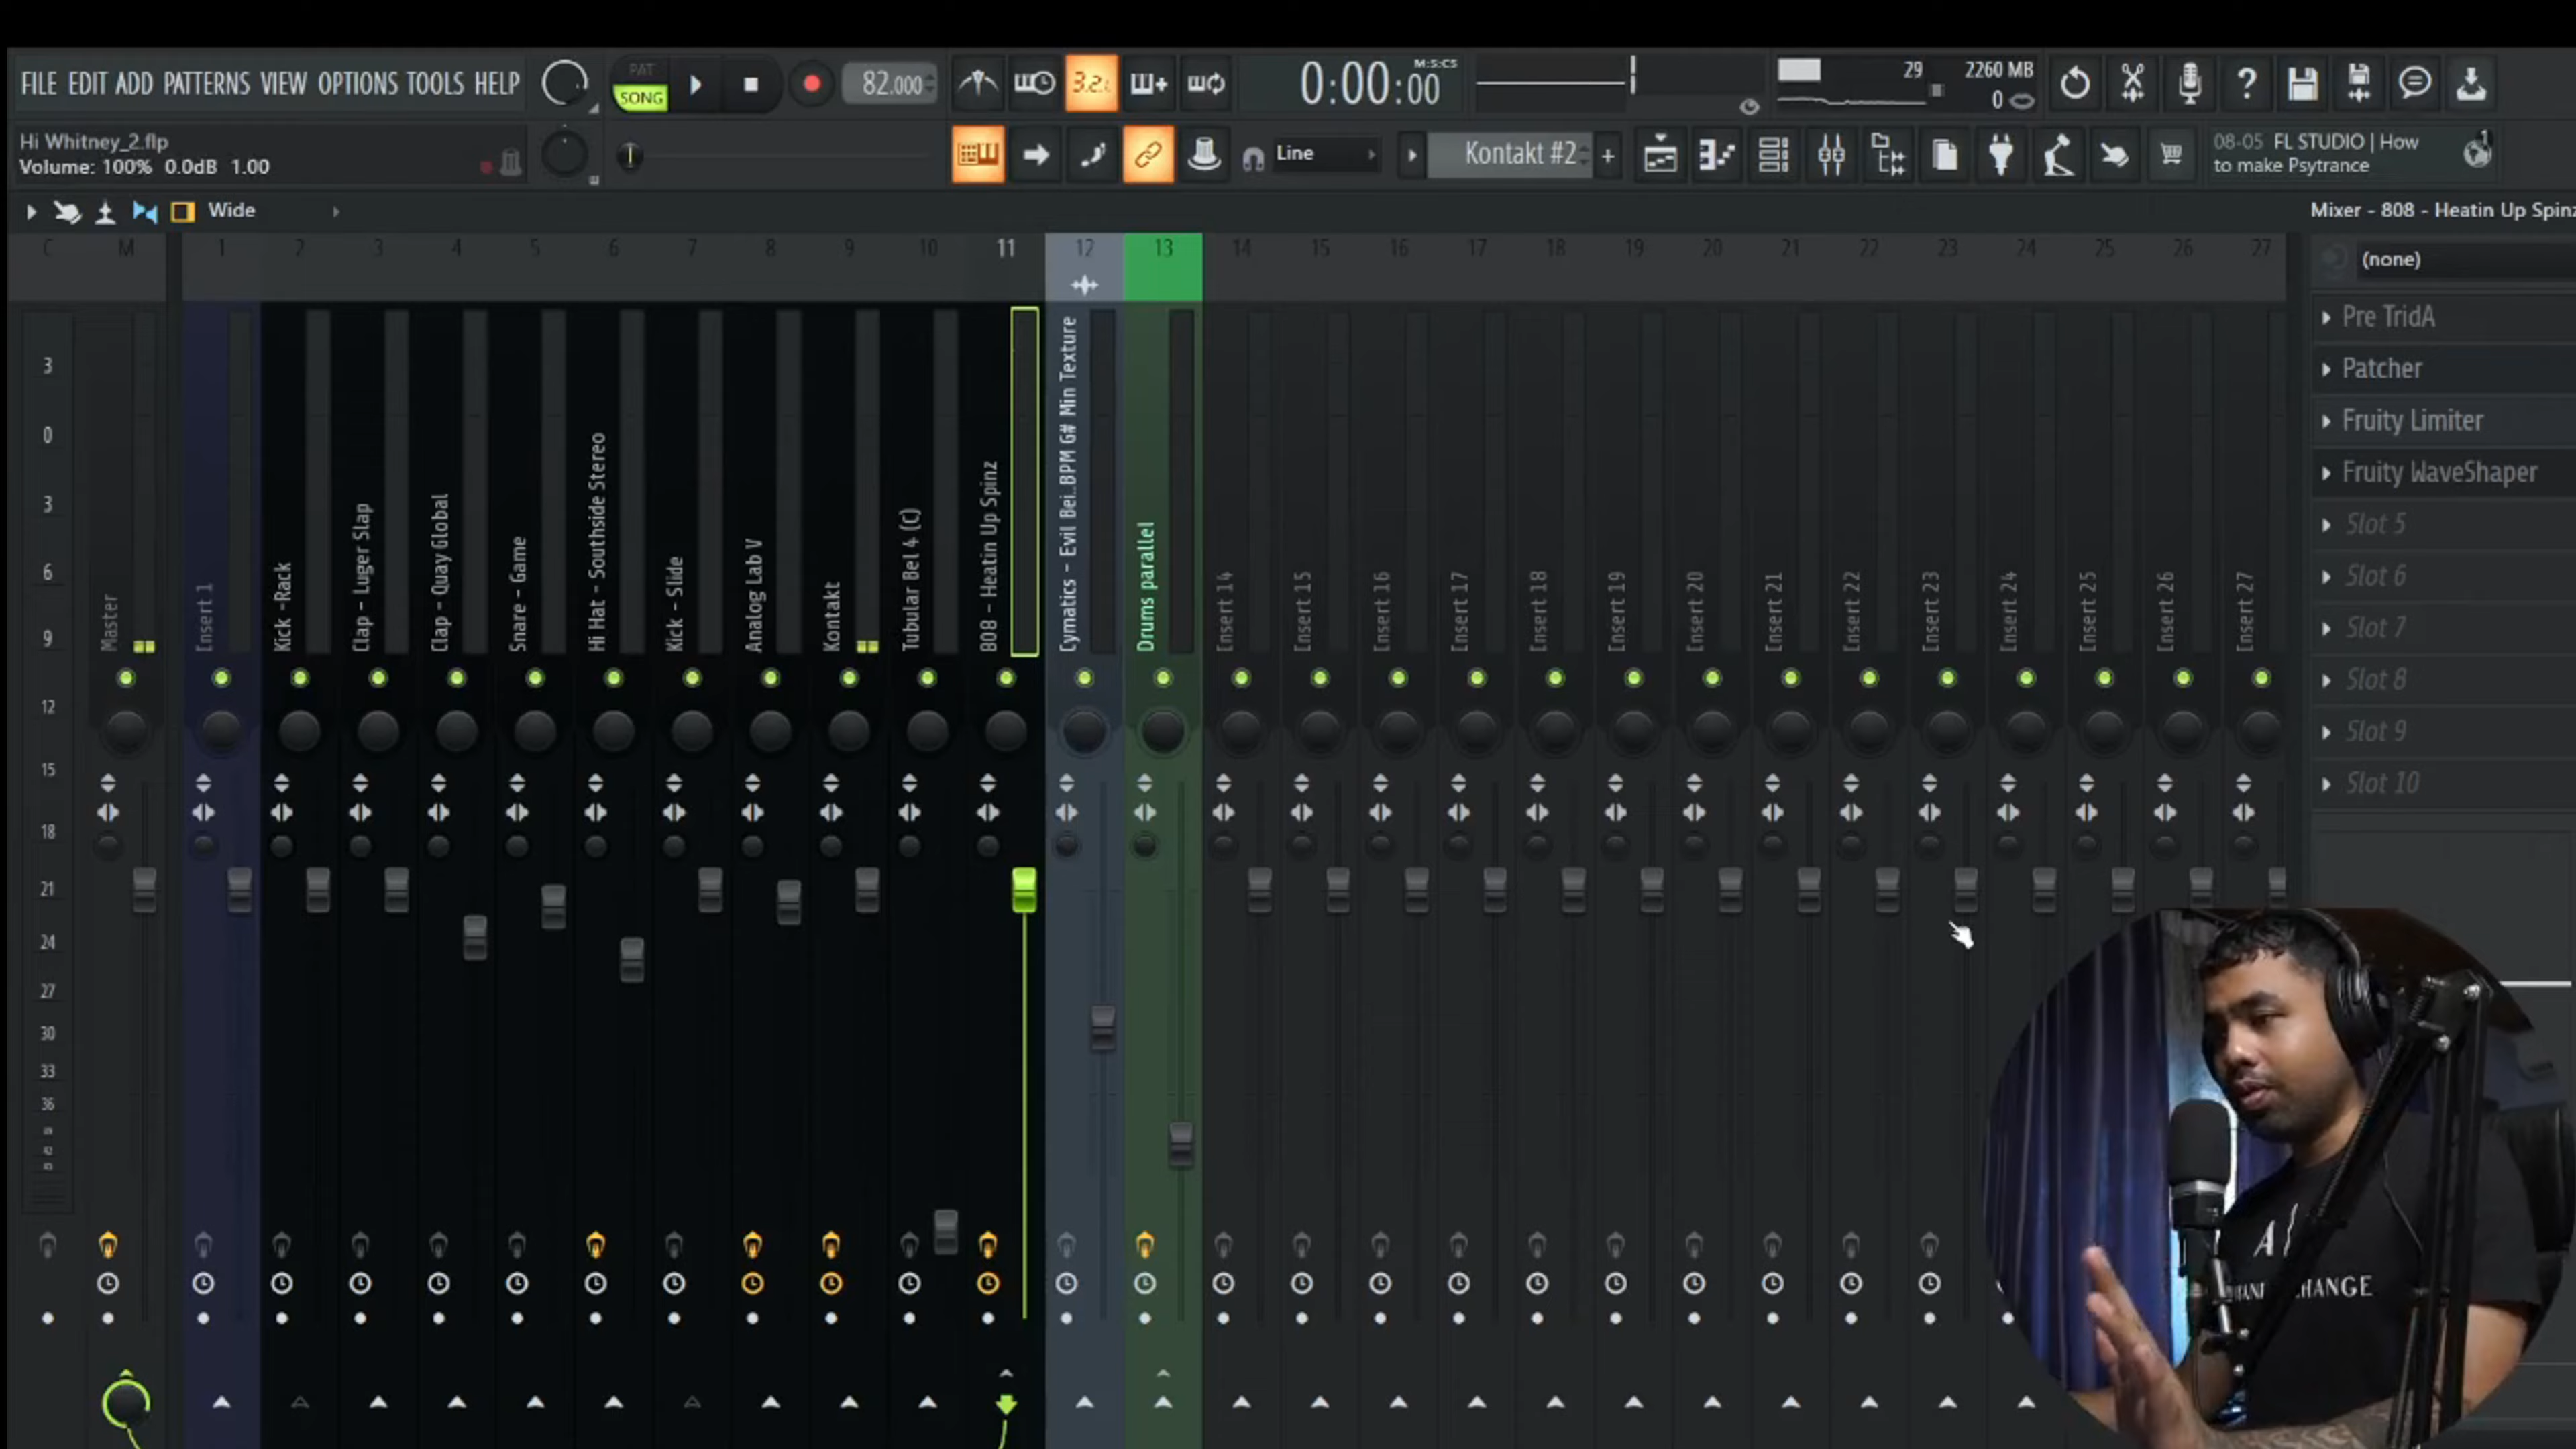 FILE EDIT ADD PATTERNS VIEW OPTIONS TOOLS HELP
PAT
SONG
82.000
3.2.
0:00:00
M:S:CS
29
2260 MB
0
Hi Whitney_2.flp
Volume: 100% 0.0dB 1.00
Line
Kontakt #2
08-05 FL STUDIO | How
to make Psytrance
1
Wide
Mixer - 808 - Heatin Up Spinz
C M 1 2 3 4 5 6 7 8 9 10 11 12 13 14 15 16 17 18 19 20 21 22 23 24 25 26 27
(none)
Pre TridA
Patcher
Fruity Limiter
Fruity WaveShaper
Slot 5
Slot 6
Slot 7
Slot 8
Slot 9
Slot 10
3
0
3
6
9
12
15
18
21
24
27
30
33
36
Master
Insert 1
Kick -Rack
Clap - Luger Slap
Clap - Quay Global
Snare - Game
Hi Hat - Southside Stereo
Kick - Slide
Analog Lab V
Kontakt
Tubular Bel 4 (C)
808 - Heatin Up Spinz
Cymatics - Evil Bei..BPM G# Min Texture
Drums parallel
Insert 14
Insert 15
Insert 16
Insert 17
Insert 18
Insert 19
Insert 20
Insert 21
Insert 22
Insert 23
Insert 24
Insert 25
Insert 26
Insert 27